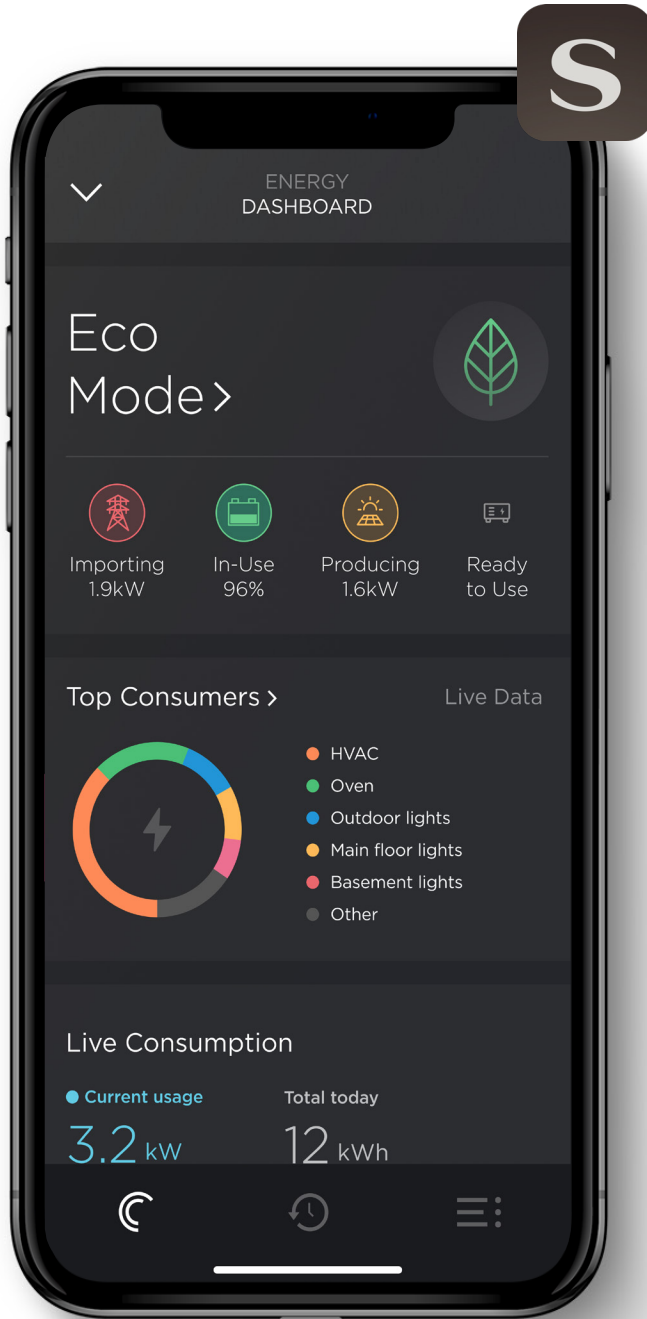 S
ENERGY
DASHBOARD
Eco
Mode >
Importing
1.9kW
In-Use
96%
Producing
1.6kW
Ready
to Use
Top Consumers >
Live Data
HVAC
Oven
Outdoor lights
Main floor lights
Basement lights
Other
Live Consumption
Current usage
Total today
3.2 kW
12 kWh